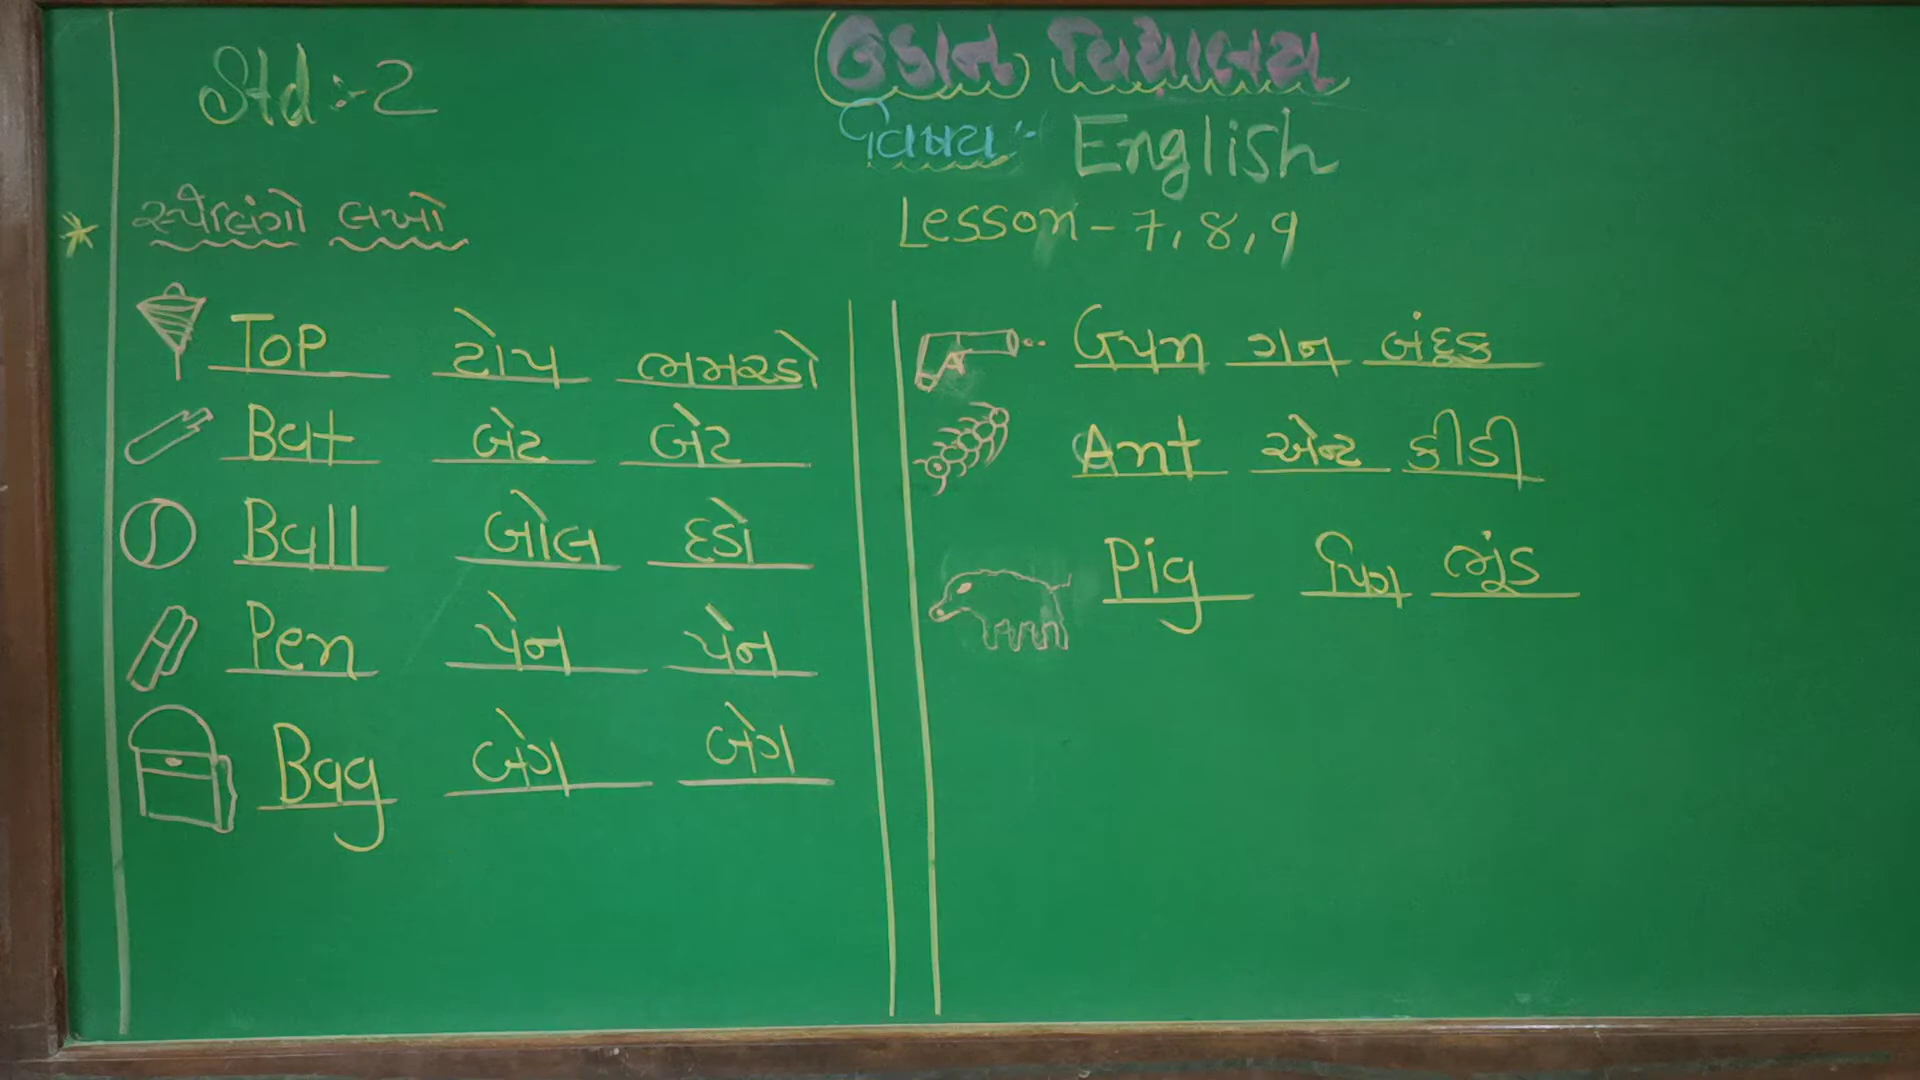 ઉડાન વિદ્યાલય
Std :- 2
વિષય :- English
સ્પેલિંગો લખો
Lesson - 7, 8, 9
Top ટોપ ભમરડો
Bat બેટ બેટ
Ball બોલ દડો
Pen પેન પેન
Bag બેગ બેગ
Gun ગન બંદૂક
Ant એન્ટ કીડી
Pig પિગ ભૂંડ